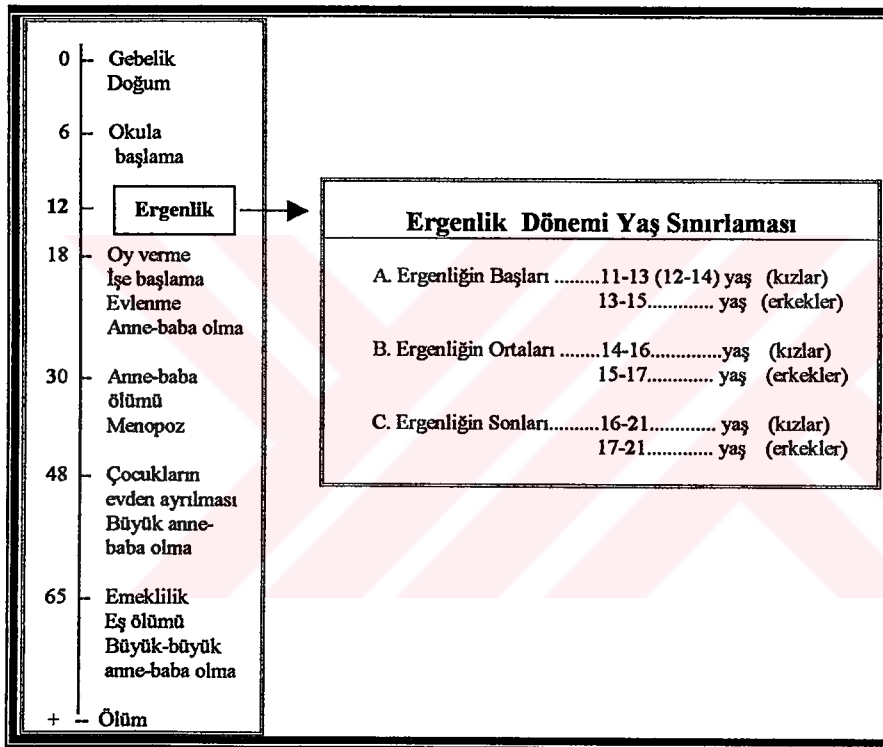 0 Gebelik
Doğum
6 Okula
başlama
12 Ergenlik
18 Oy verme
İşe başlama
Evlenme
Anne-baba olma
30 Anne-baba
ölümü
Menopoz
48 Çocukların
evden ayrılması
Büyük anne-
baba olma
65 Emeklilik
Eş ölümü
Büyük-büyük
anne-baba olma
+ Ölüm
Ergenlik Dönemi Yaş Sınırlaması
A. Ergenliğin Başları .........11-13 (12-14) yaş (kızlar)
13-15............. yaş (erkekler)
B. Ergenliğin Ortaları ........14-16..............yaş (kızlar)
15-17............. yaş (erkekler)
C. Ergenliğin Sonları..........16-21............. yaş (kızlar)
17-21............. yaş (erkekler)